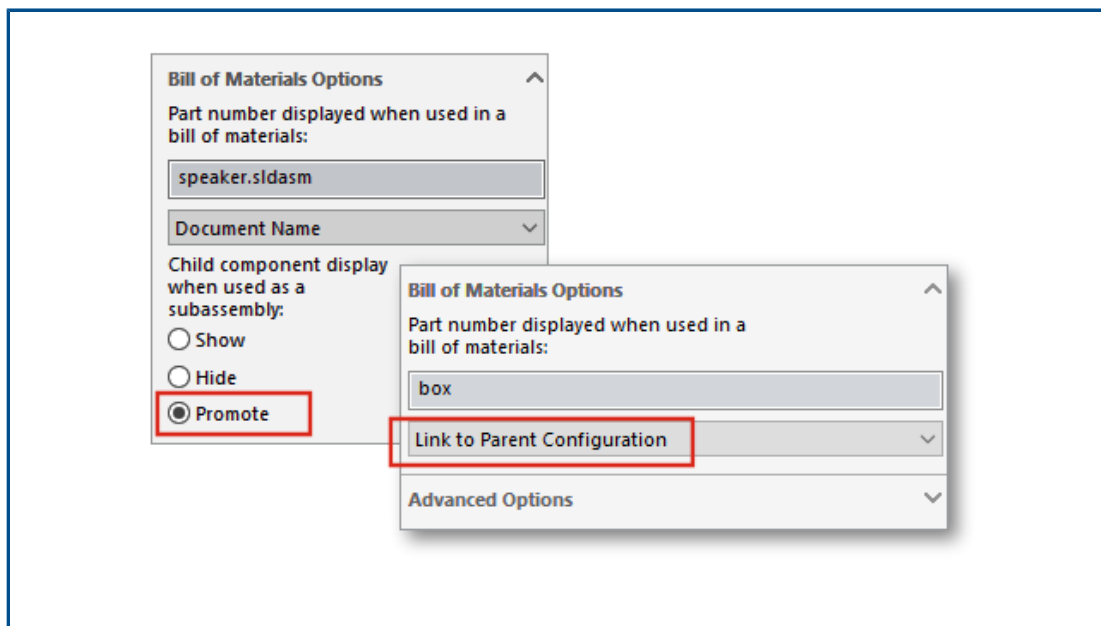 Bill of Materials Options
Part number displayed when used in a
bill of materials:
speaker.sldasm
Document Name
Child component display
when used as a
subassembly:
Show
Hide
Promote
Bill of Materials Options
Part number displayed when used in a
bill of materials:
box
Link to Parent Configuration
Advanced Options